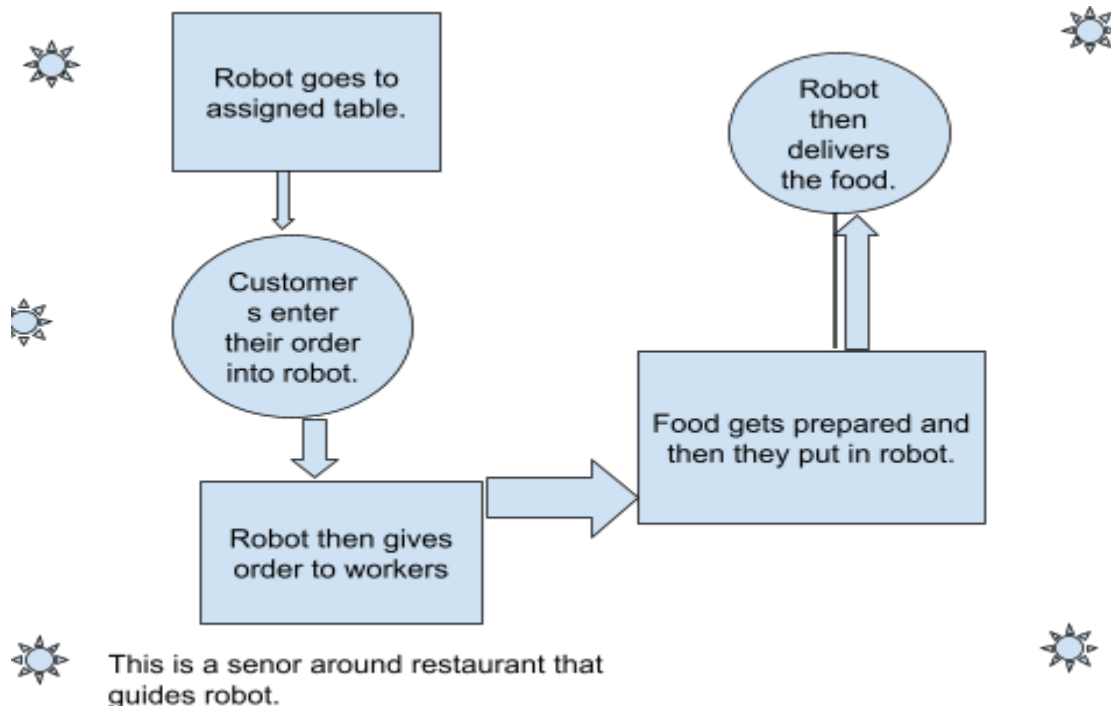 Robot goes to
assigned table.
Customer
s enter
their order
into robot.
Robot then gives
order to workers
Food gets prepared and
then they put in robot.
Robot
then
delivers
the food.
This is a senor around restaurant that
guides robot.